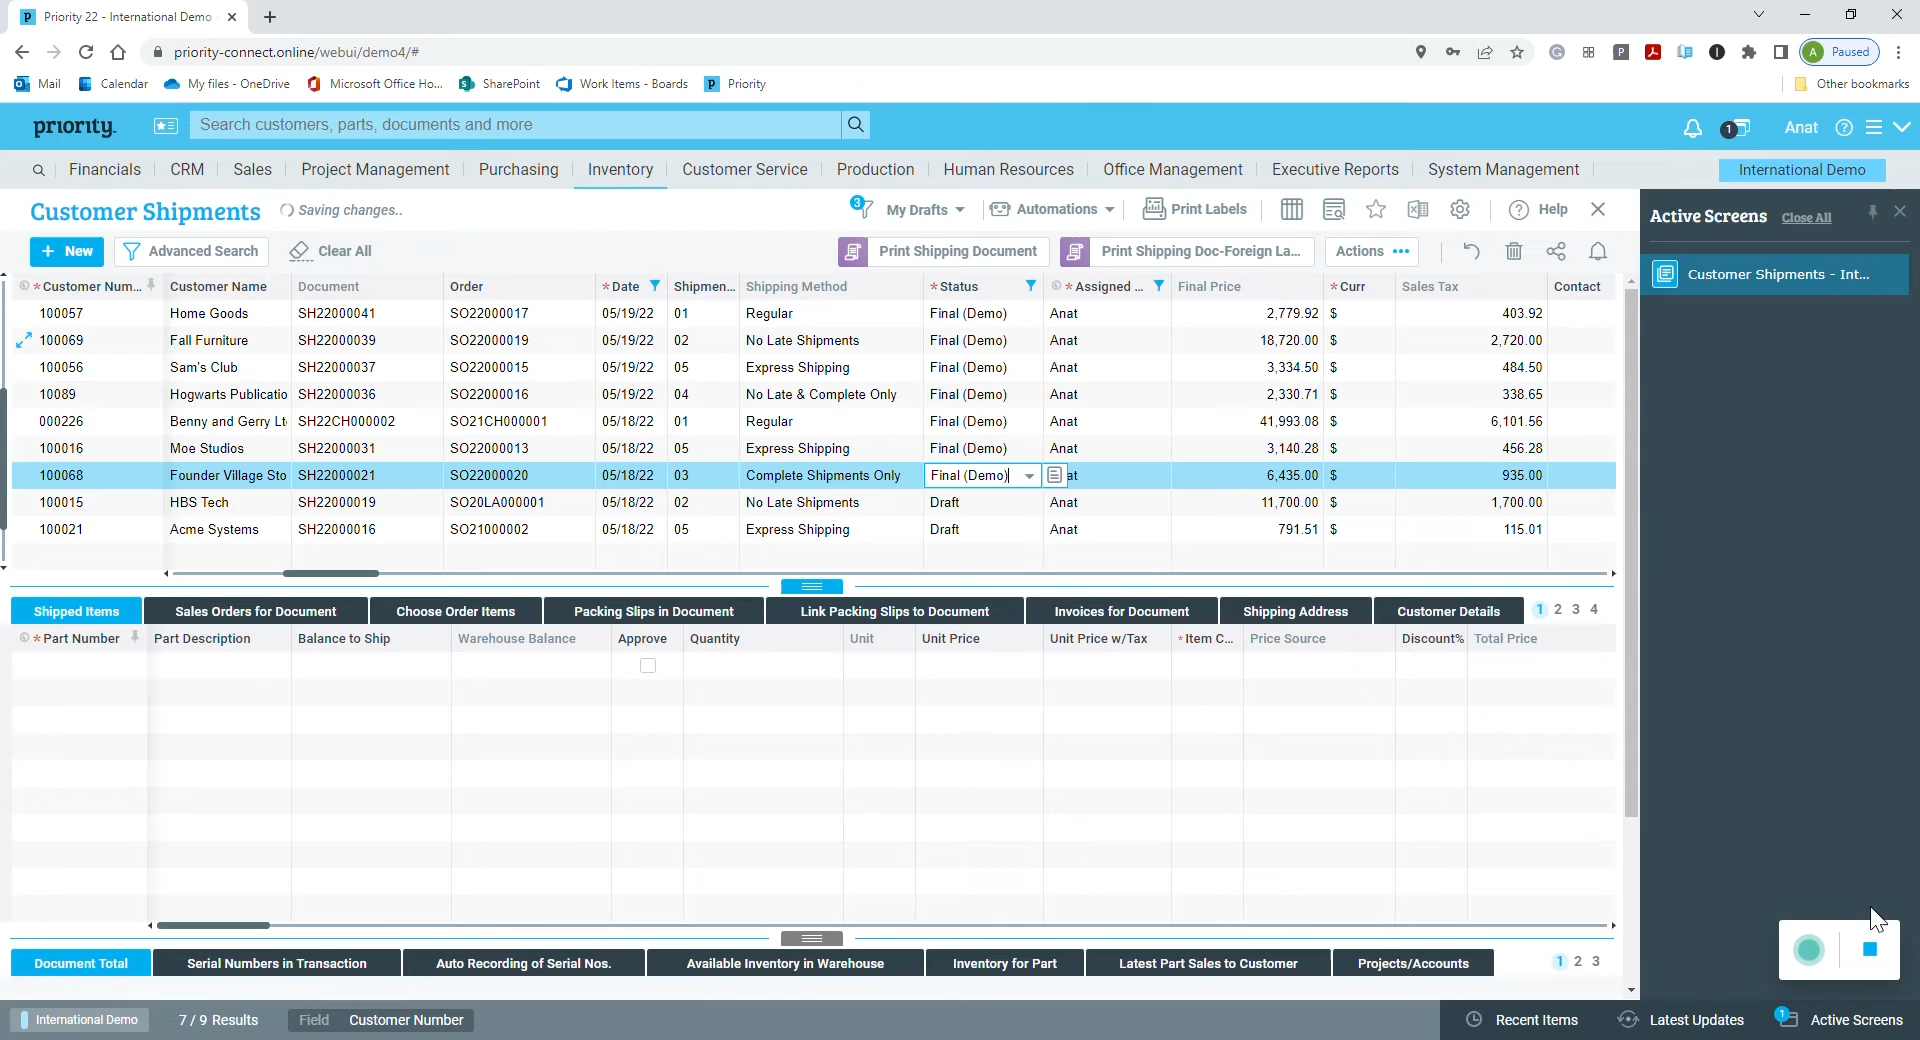 Priority 22 - International Demo
priority-connect.online/webui/demo4/#
A Paused
Mail Calendar My files - OneDrive Microsoft Office Ho... SharePoint Work Items - Boards Priority Other bookmarks
priority. Search customers, parts, documents and more 1 Anat
Financials CRM Sales Project Management Purchasing Inventory Customer Service Production Human Resources Office Management Executive Reports System Management International Demo
Customer Shipments Saving changes.. 3 My Drafts Automations Print Labels Help
Active Screens Close All
+ New Advanced Search Clear All Print Shipping Document Print Shipping Doc-Foreign La... Actions
Customer Shipments - Int...
*Customer Num... Customer Name Document Order *Date Shipmen... Shipping Method *Status *Assigned ... Final Price *Curr Sales Tax Contact
100057 Home Goods SH22000041 SO22000017 05/19/22 01 Regular Final (Demo) Anat 2,779.92 $ 403.92
100069 Fall Furniture SH22000039 SO22000019 05/19/22 02 No Late Shipments Final (Demo) Anat 18,720.00 $ 2,720.00
100056 Sam's Club SH22000037 SO22000015 05/19/22 05 Express Shipping Final (Demo) Anat 3,334.50 $ 484.50
10089 Hogwarts Publicatio SH22000036 SO22000016 05/19/22 04 No Late & Complete Only Final (Demo) Anat 2,330.71 $ 338.65
000226 Benny and Gerry Lt SH22CH000002 SO21CH000001 05/18/22 01 Regular Final (Demo) Anat 41,993.08 $ 6,101.56
100016 Moe Studios SH22000031 SO22000013 05/18/22 05 Express Shipping Final (Demo) Anat 3,140.28 $ 456.28
100068 Founder Village Sto SH22000021 SO22000020 05/18/22 03 Complete Shipments Only Final (Demo) at 6,435.00 $ 935.00
100015 HBS Tech SH22000019 SO20LA000001 05/18/22 02 No Late Shipments Draft Anat 11,700.00 $ 1,700.00
100021 Acme Systems SH22000016 SO21000002 05/18/22 05 Express Shipping Draft Anat 791.51 $ 115.01
Shipped Items Sales Orders for Document Choose Order Items Packing Slips in Document Link Packing Slips to Document Invoices for Document Shipping Address Customer Details 1 2 3 4
*Part Number Part Description Balance to Ship Warehouse Balance Approve Quantity Unit Unit Price Unit Price w/Tax *Item C... Price Source Discount% Total Price
Document Total Serial Numbers in Transaction Auto Recording of Serial Nos. Available Inventory in Warehouse Inventory for Part Latest Part Sales to Customer Projects/Accounts 1 2 3
International Demo 7 / 9 Results Field Customer Number Recent Items Latest Updates 1 Active Screens